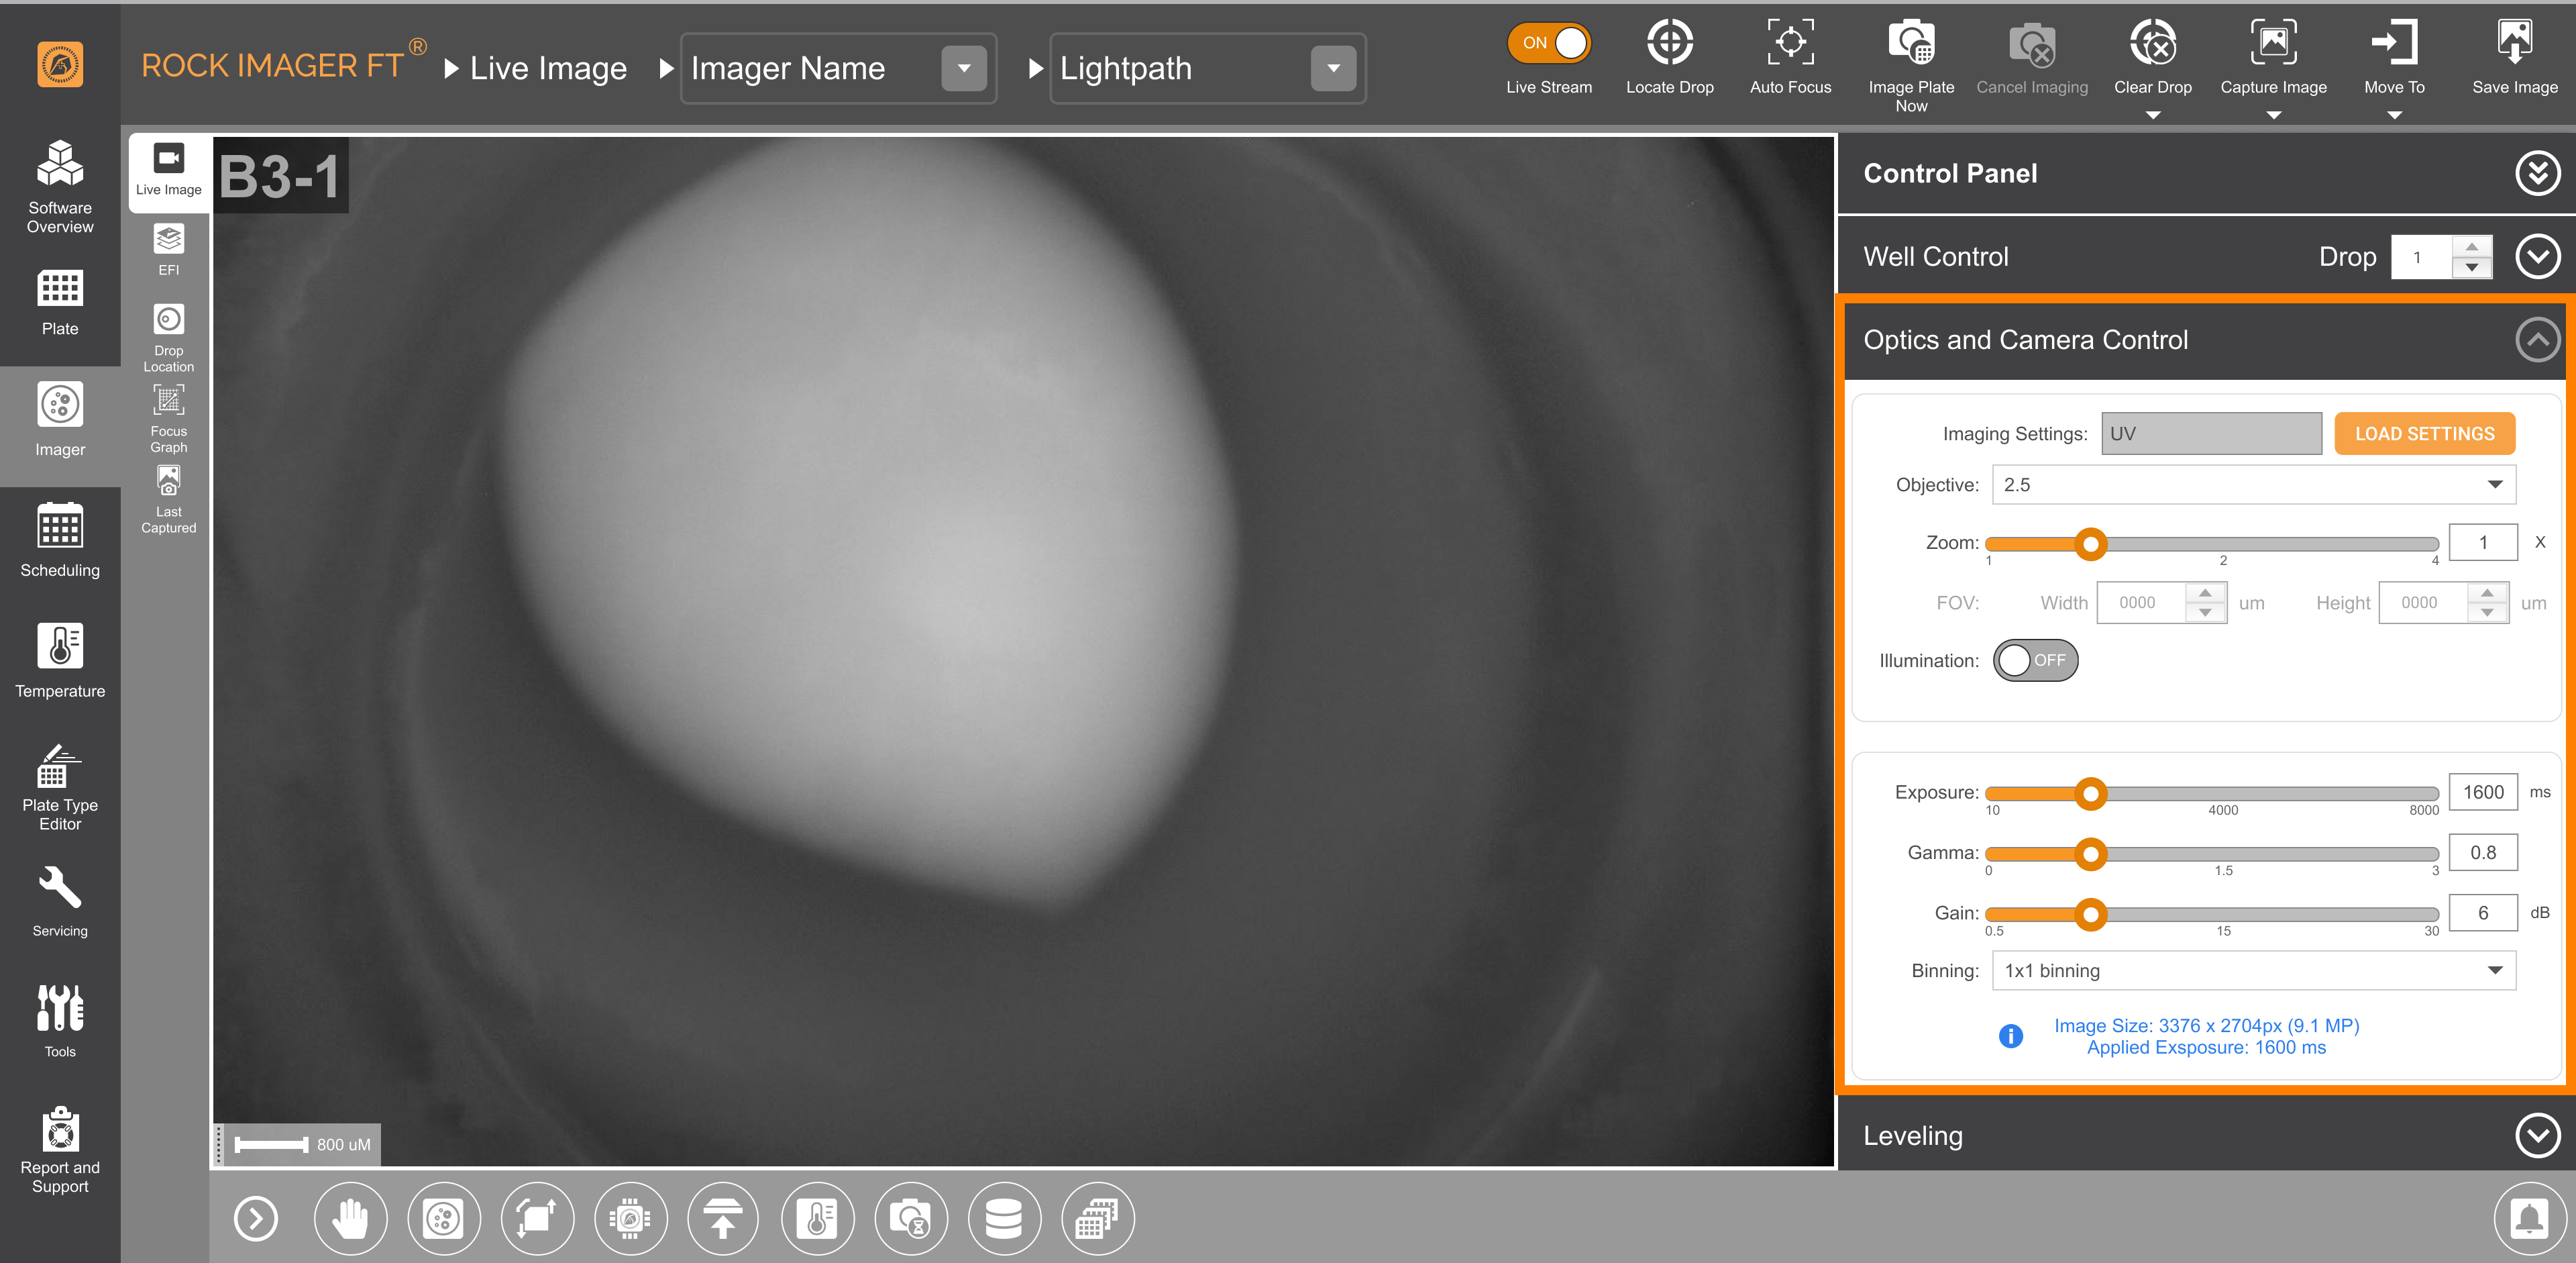 ROCK IMAGER FT®
Live Image
Imager Name
Lightpath
ON
Live Stream
Locate Drop
Auto Focus
Image Plate
Now
Cancel Imaging
Clear Drop
Capture Image
Move To
Save Image
Software
Overview
Plate
Imager
Scheduling
Temperature
Plate Type
Editor
Servicing
Tools
Report and
Support
Live Image
EFI
Drop
Location
Focus
Graph
Last
Captured
B3-1
800 uM
Control Panel
Well Control
Drop 1
Optics and Camera Control
Imaging Settings: UV LOAD SETTINGS
Objective: 2.5
Zoom: 1 X
1 2 4
FOV: Width 0000 um Height 0000 um
Illumination: OFF
Exposure: 1600 ms
10 4000 8000
Gamma: 0.8
0 1.5 3
Gain: 6 dB
0.5 15 30
Binning: 1x1 binning
Image Size: 3376 x 2704px (9.1 MP)
Applied Exsposure: 1600 ms
Leveling